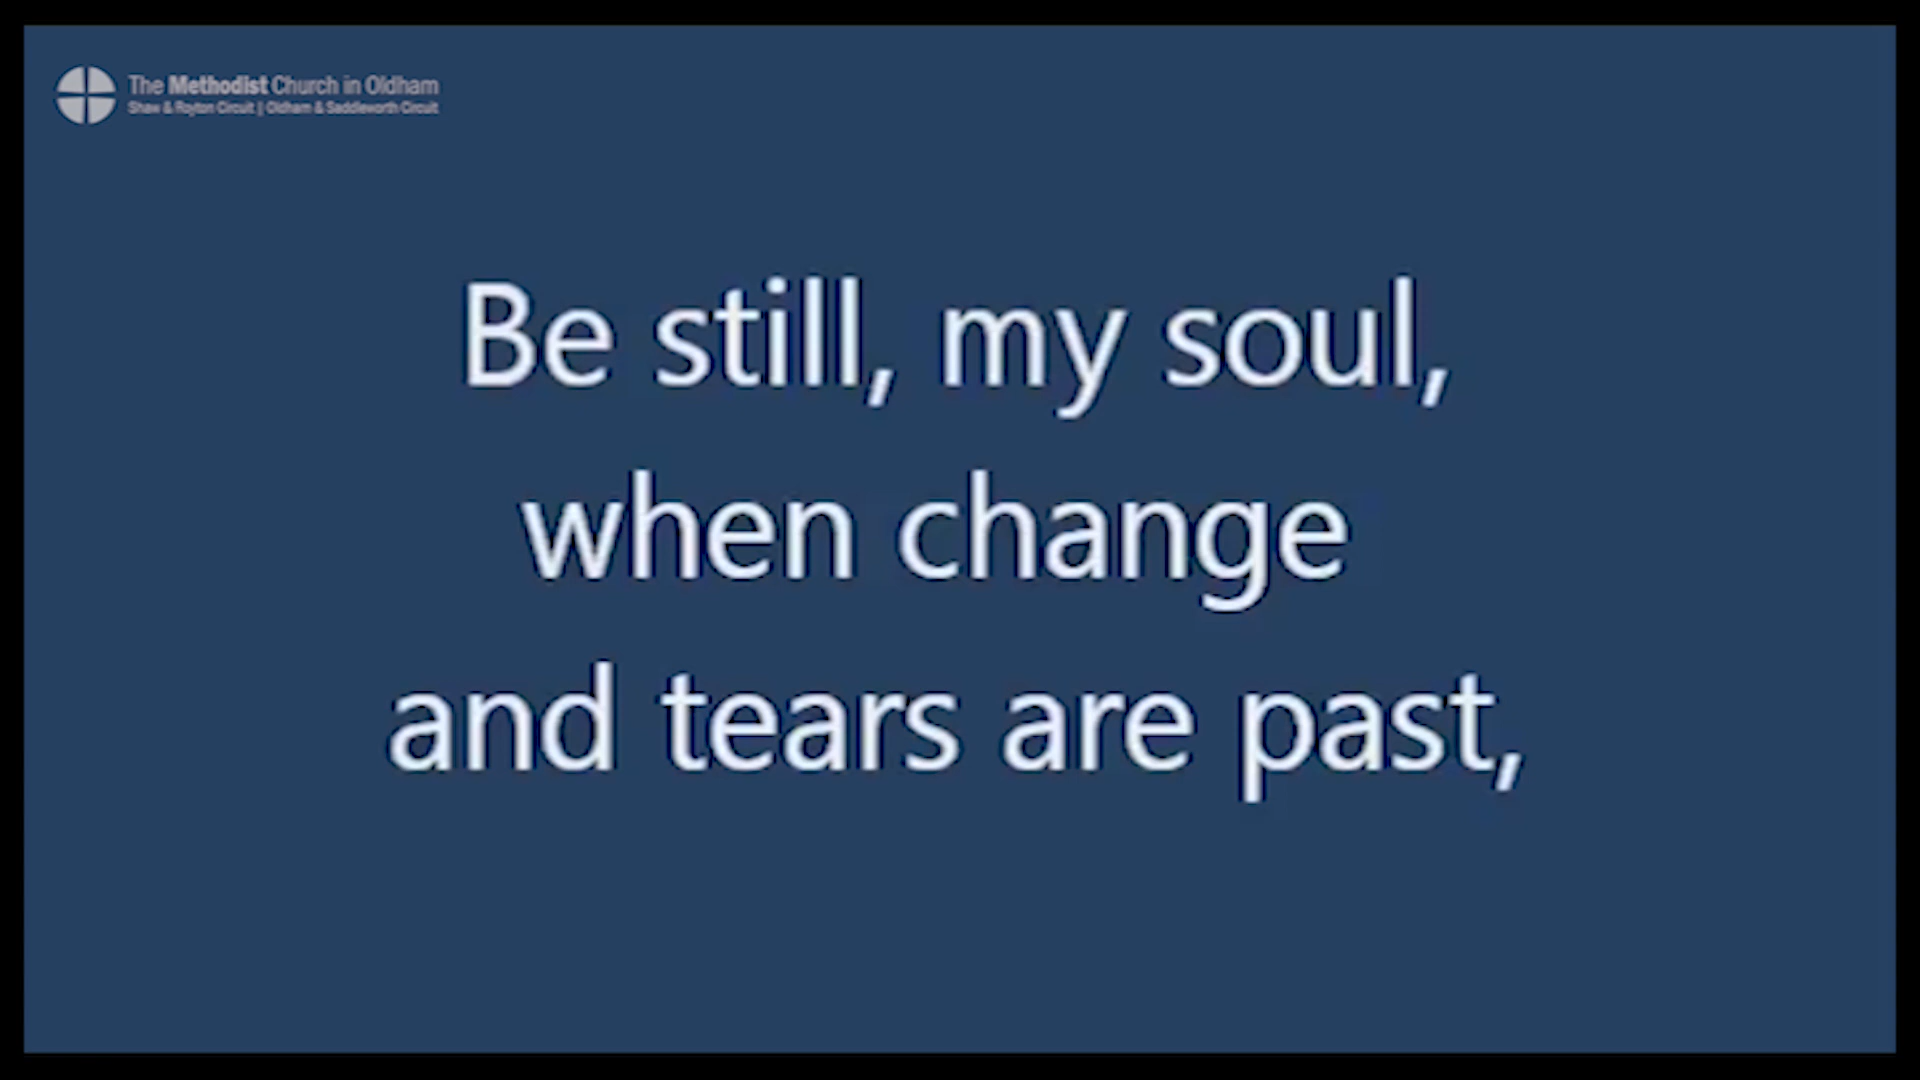 The Methodist Church in Oldham
Shaw & Royton Circuit | Oldham & Saddleworth Circuit
Be still, my soul,
when change
and tears are past,